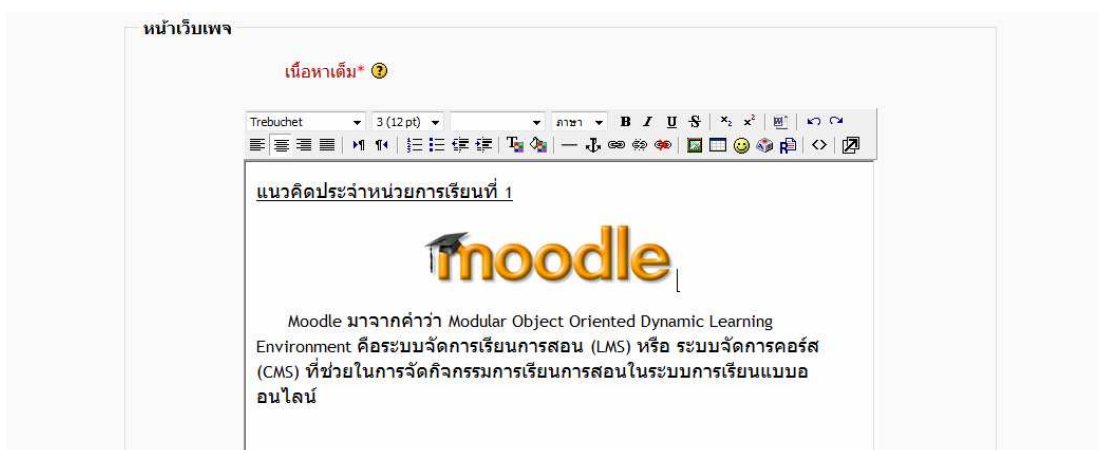 หน้าเว็บเพจ
เนื้อหาเต็ม*
Trebuchet 3 (12 pt) ภาษา B I U S x₂ x²
แนวคิดประจำหน่วยการเรียนที่ 1
moodle
Moodle มาจากคำว่า Modular Object Oriented Dynamic Learning
Environment คือระบบจัดการเรียนการสอน (LMS) หรือ ระบบจัดการคอร์ส
(CMS) ที่ช่วยในการจัดกิจกรรมการเรียนการสอนในระบบการเรียนแบบอ
อนไลน์